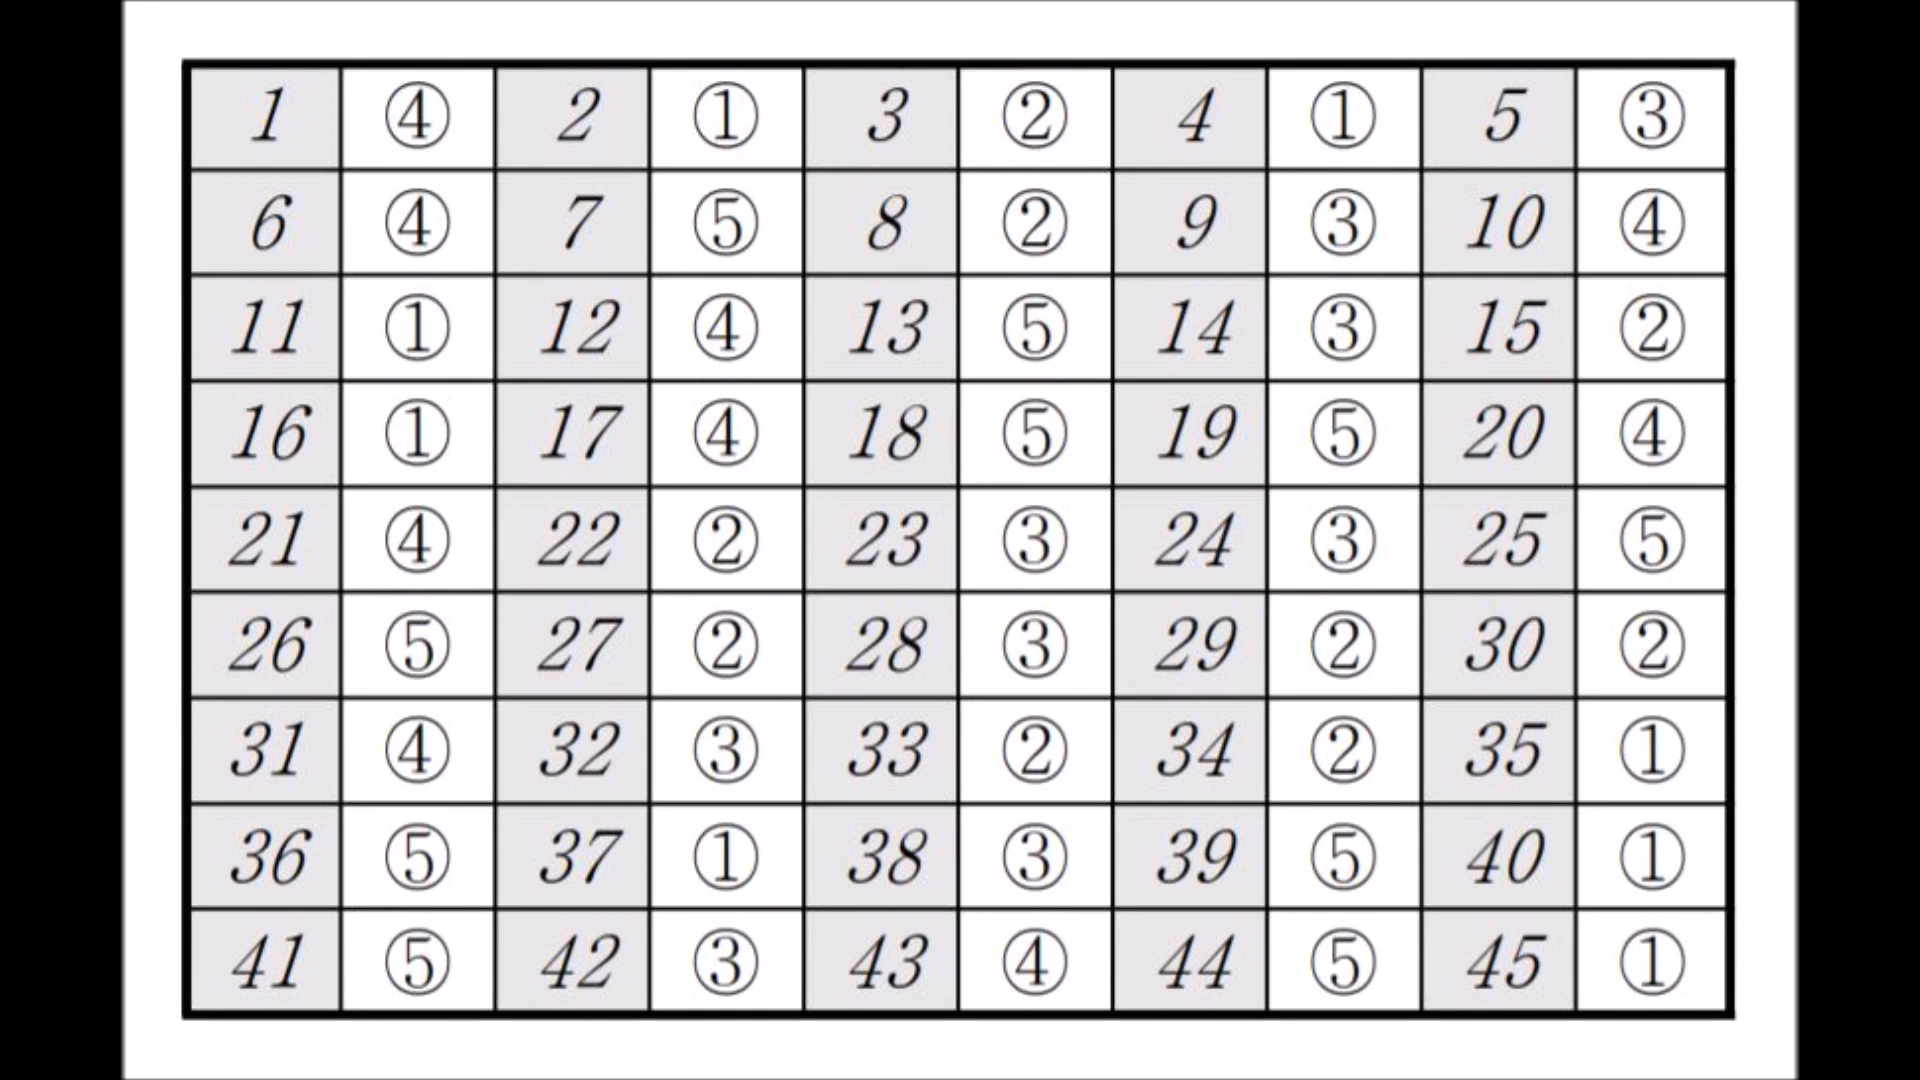 1 ④ 2 ① 3 ② 4 ① 5 ③
6 ④ 7 ⑤ 8 ② 9 ③ 10 ④
11 ① 12 ④ 13 ⑤ 14 ③ 15 ②
16 ① 17 ④ 18 ⑤ 19 ⑤ 20 ④
21 ④ 22 ② 23 ③ 24 ③ 25 ⑤
26 ⑤ 27 ② 28 ③ 29 ② 30 ②
31 ④ 32 ③ 33 ② 34 ② 35 ①
36 ⑤ 37 ① 38 ③ 39 ⑤ 40 ①
41 ⑤ 42 ③ 43 ④ 44 ⑤ 45 ①